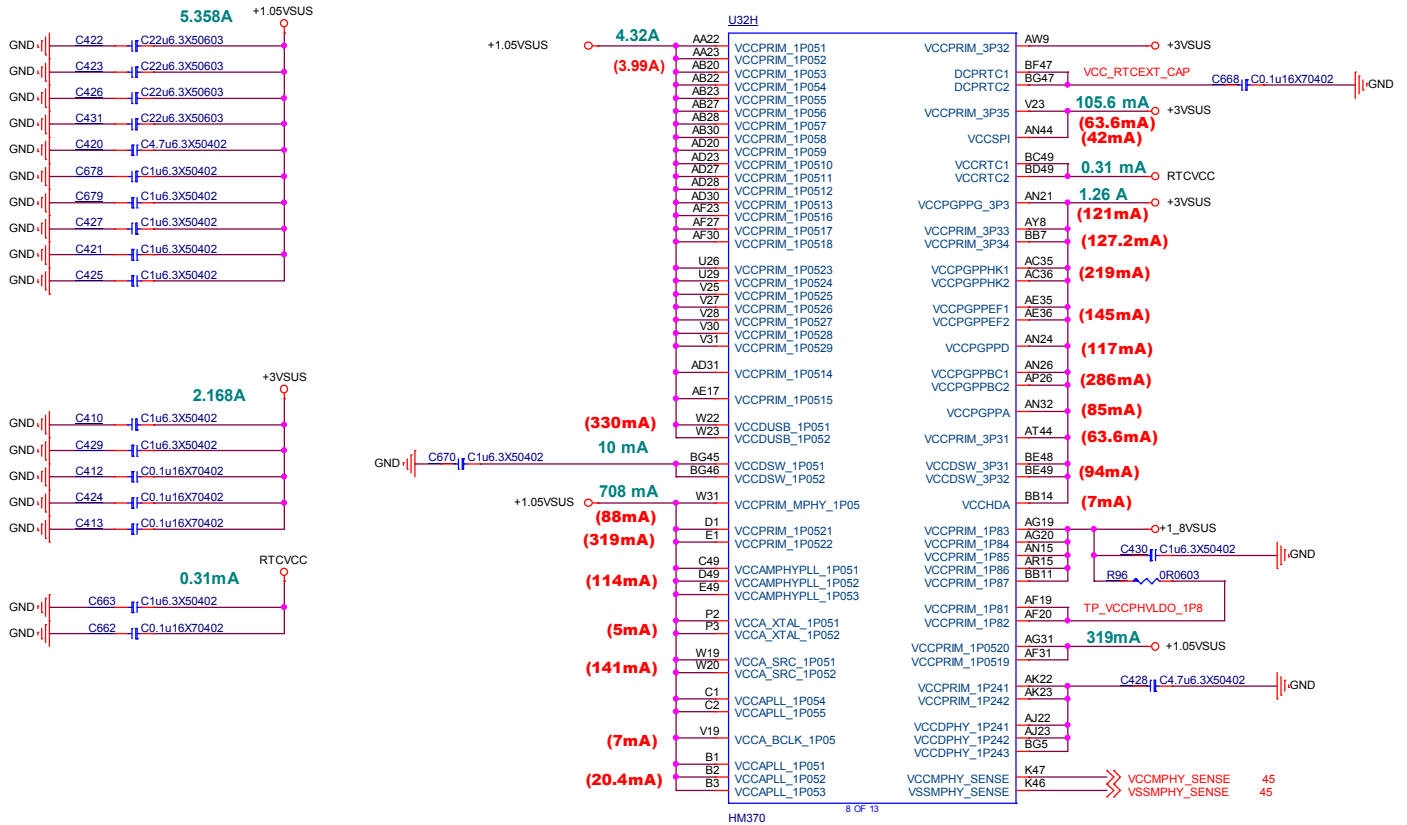 5.358A
+1.05VSUS
GND C422 C22u6.3X50603
GND C423 C22u6.3X50603
GND C426 C22u6.3X50603
GND C431 C22u6.3X50603
GND C420 C4.7u6.3X50402
GND C678 C1u6.3X50402
GND C679 C1u6.3X50402
GND C427 C1u6.3X50402
GND C421 C1u6.3X50402
GND C425 C1u6.3X50402
+3VSUS
2.168A
GND C410 C1u6.3X50402
GND C429 C1u6.3X50402
GND C412 C0.1u16X70402
GND C424 C0.1u16X70402
GND C413 C0.1u16X70402
RTCVCC
0.31mA
GND C663 C1u6.3X50402
GND C662 C0.1u16X70402
U32H
+1.05VSUS 4.32A
(3.99A)
AA22 VCCPRIM_1P051
AA23 VCCPRIM_1P052
AB20 VCCPRIM_1P053
AB22 VCCPRIM_1P054
AB23 VCCPRIM_1P055
AB27 VCCPRIM_1P056
AB28 VCCPRIM_1P057
AB30 VCCPRIM_1P058
AD20 VCCPRIM_1P059
AD23 VCCPRIM_1P0510
AD27 VCCPRIM_1P0511
AD28 VCCPRIM_1P0512
AD30 VCCPRIM_1P0513
AF23 VCCPRIM_1P0516
AF27 VCCPRIM_1P0517
AF30 VCCPRIM_1P0518
U26 VCCPRIM_1P0523
U29 VCCPRIM_1P0524
V25 VCCPRIM_1P0525
V27 VCCPRIM_1P0526
V28 VCCPRIM_1P0527
V30 VCCPRIM_1P0528
V31 VCCPRIM_1P0529
AD31 VCCPRIM_1P0514
AE17 VCCPRIM_1P0515
(330mA)
W22 VCCDUSB_1P051
W23 VCCDUSB_1P052
10 mA
GND C670 C1u6.3X50402
BG45 VCCDSW_1P051
BG46 VCCDSW_1P052
+1.05VSUS 708 mA
W31 VCCPRIM_MPHY_1P05
(88mA)
D1 VCCPRIM_1P0521
(319mA)
E1 VCCPRIM_1P0522
C49 VCCAMPHYPLL_1P051
(114mA)
D49 VCCAMPHYPLL_1P052
E49 VCCAMPHYPLL_1P053
P2 VCCA_XTAL_1P051
(5mA)
P3 VCCA_XTAL_1P052
W19 VCCA_SRC_1P051
(141mA)
W20 VCCA_SRC_1P052
C1 VCCAPLL_1P054
C2 VCCAPLL_1P055
(7mA)
V19 VCCA_BCLK_1P05
B1 VCCAPLL_1P051
(20.4mA)
B2 VCCAPLL_1P052
B3 VCCAPLL_1P053
VCCPRIM_3P32 AW9 +3VSUS
DCPRTC1 BF47
DCPRTC2 BG47
VCC_RTCEXT_CAP
C668 C0.1u16X70402 GND
VCCPRIM_3P35 V23 105.6 mA +3VSUS
(63.6mA)
VCCSPI AN44 (42mA)
VCCRTC1 BC49
VCCRTC2 BD49 0.31 mA RTCVCC
VCCPGPPG_3P3 AN21 1.26 A +3VSUS
(121mA)
VCCPRIM_3P33 AY8
VCCPRIM_3P34 BB7 (127.2mA)
VCCPGPPHK1 AC35
VCCPGPPHK2 AC36 (219mA)
VCCPGPPEF1 AE35
VCCPGPPEF2 AE36 (145mA)
VCCPGPPD AN24 (117mA)
VCCPGPPBC1 AN26
VCCPGPPBC2 AP26 (286mA)
VCCPGPPA AN32 (85mA)
VCCPRIM_3P31 AT44 (63.6mA)
VCCDSW_3P31 BE48
VCCDSW_3P32 BE49 (94mA)
VCCHDA BB14 (7mA)
VCCPRIM_1P83 AG19 +1_8VSUS
VCCPRIM_1P84 AG20
VCCPRIM_1P85 AN15
VCCPRIM_1P86 AR15
VCCPRIM_1P87 BB11
C430 C1u6.3X50402 GND
R96 0R0603
VCCPRIM_1P81 AF19
VCCPRIM_1P82 AF20
TP_VCCPHVLDO_1P8
VCCPRIM_1P0520 AG31 319mA +1.05VSUS
VCCPRIM_1P0519 AF31
VCCPRIM_1P241 AK22
VCCPRIM_1P242 AK23
C428 C4.7u6.3X50402 GND
VCCDPHY_1P241 AJ22
VCCDPHY_1P242 AJ23
VCCDPHY_1P243 BG5
VCCMPHY_SENSE K47 VCCMPHY_SENSE 45
VSSMPHY_SENSE K46 VSSMPHY_SENSE 45
8 OF 13
HM370